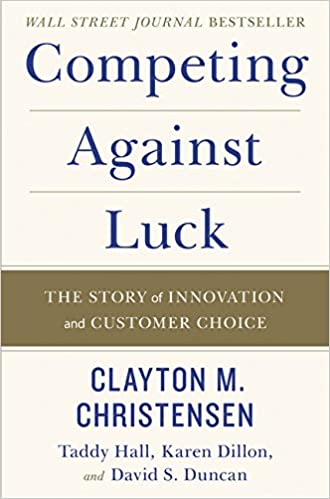 WALL STREET JOURNAL BESTSELLER
Competing
Against
Luck
THE STORY of INNOVATION
and CUSTOMER CHOICE
CLAYTON M.
CHRISTENSEN
Taddy Hall, Karen Dillon,
and David S. Duncan